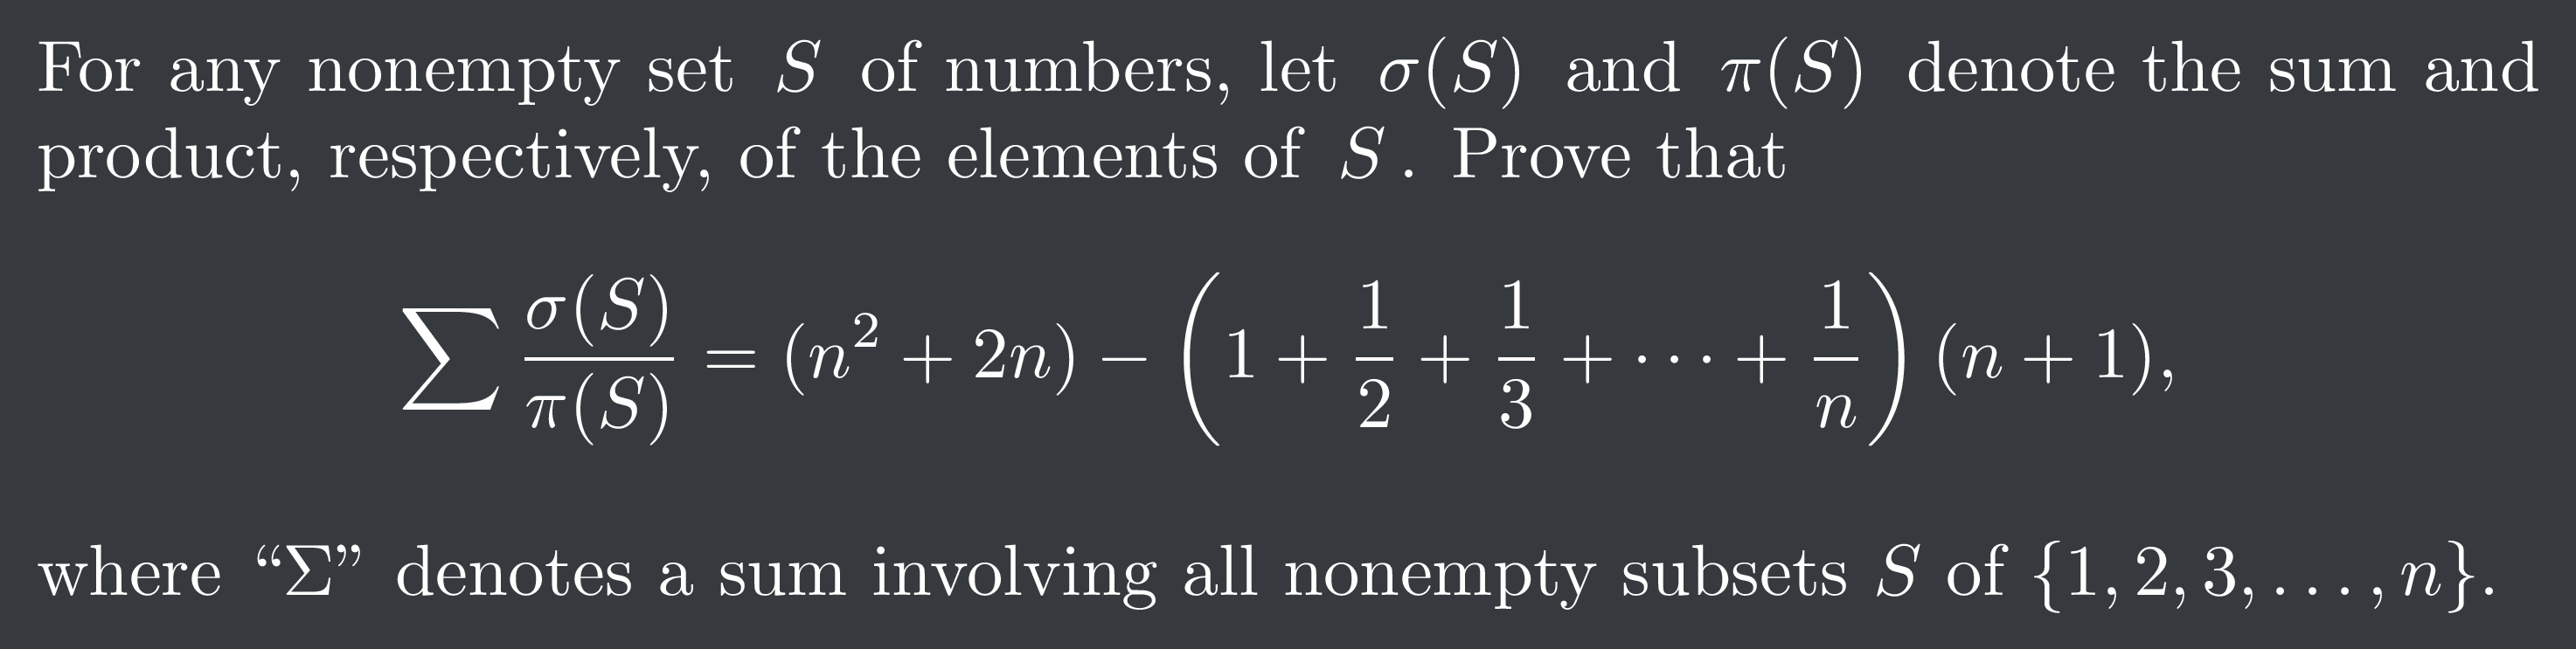 For any nonempty set S of numbers, let σ(S) and π(S) denote the sum and
product, respectively, of the elements of S. Prove that
∑ σ(S)/π(S) = (n² + 2n) − (1 + 1/2 + 1/3 + ⋯ + 1/n) (n + 1),
where “Σ” denotes a sum involving all nonempty subsets S of {1, 2, 3, . . . , n}.